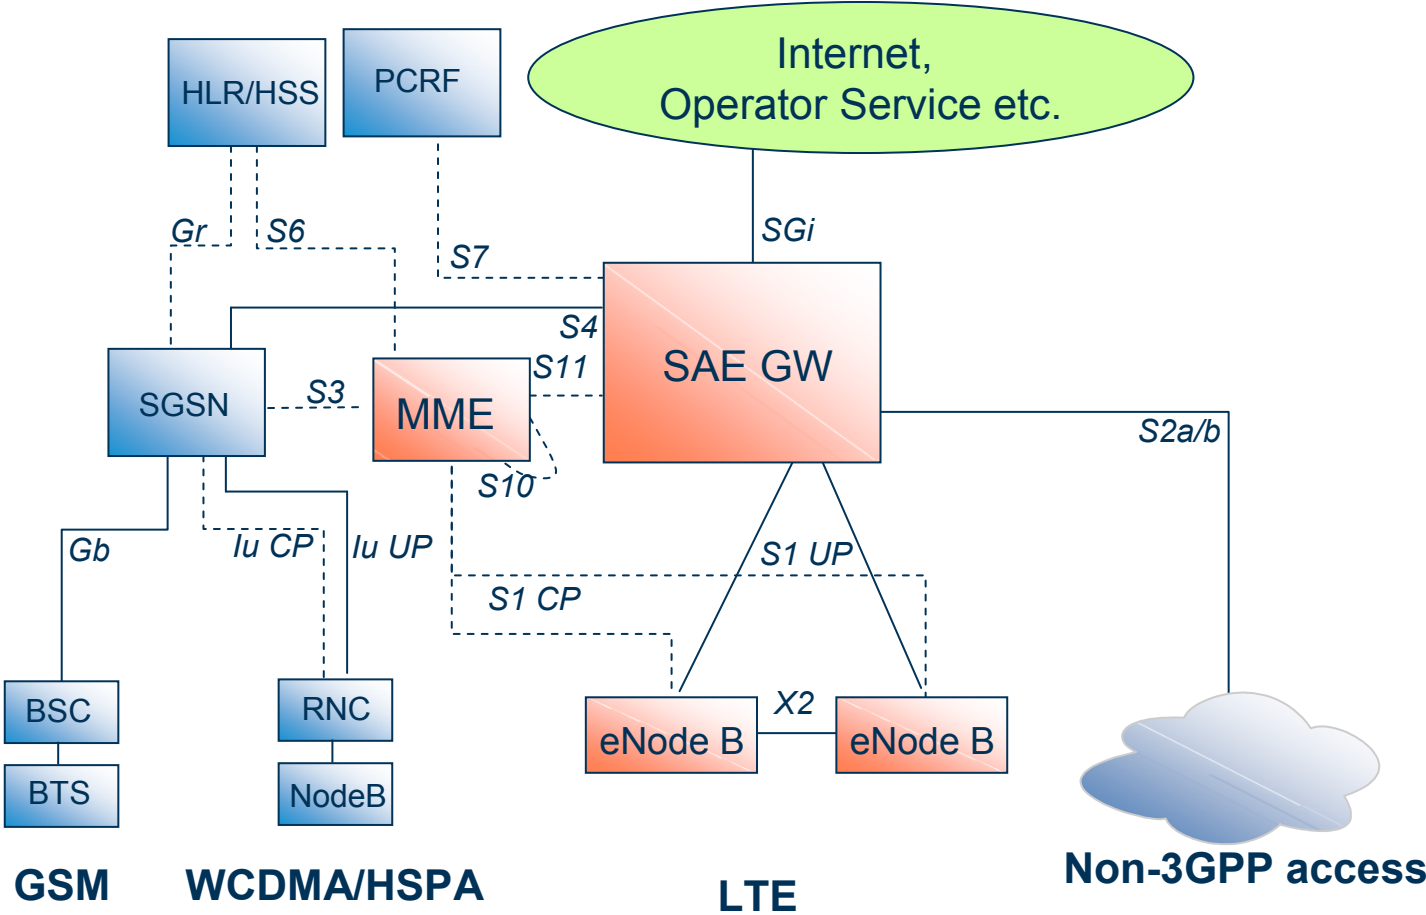 Internet,
Operator Service etc.
HLR/HSS
PCRF
Gr
S6
S7
SGi
S4
S11
SAE GW
SGSN
S3
MME
S10
S2a/b
Gb
Iu CP
Iu UP
S1 UP
S1 CP
BSC
RNC
X2
eNode B
eNode B
BTS
NodeB
GSM
WCDMA/HSPA
LTE
Non-3GPP access